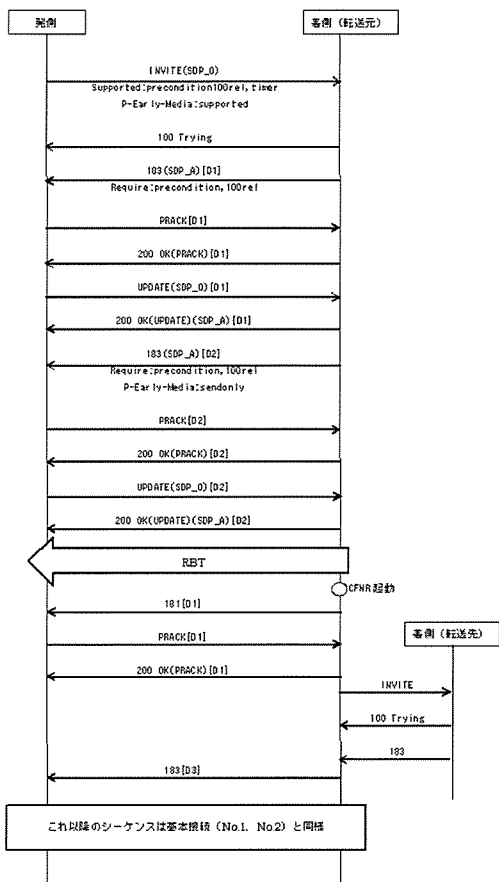 発側
着側（転送元）
INVITE(SDP_O)
Supported:precondition100rel,timer
P-Early-Media:supported
100 Trying
183(SDP_A)[D1]
Require:precondition,100rel
PRACK[D1]
200 OK(PRACK)[D1]
UPDATE(SDP_O)[D1]
200 OK(UPDATE)(SDP_A)[D1]
183(SDP_A)[D2]
Require:precondition,100rel
P-Early-Media:sendonly
PRACK[D2]
200 OK(PRACK)[D2]
UPDATE(SDP_O)[D2]
200 OK(UPDATE)(SDP_A)[D2]
RBT
CFNR起動
181[D1]
着側（転送先）
PRACK[D1]
200 OK(PRACK)[D1]
INVITE
100 Trying
183
183[D3]
これ以降のシーケンスは基本接続（No.1、No.2）と同様